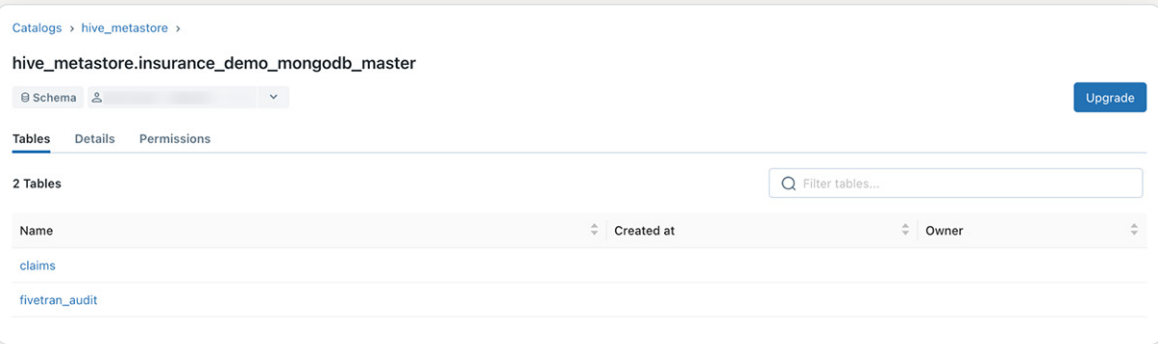 Catalogs > hive_metastore >
hive_metastore.insurance_demo_mongodb_master
Schema
Upgrade
Tables Details Permissions
2 Tables
Filter tables...
Name Created at Owner
claims
fivetran_audit